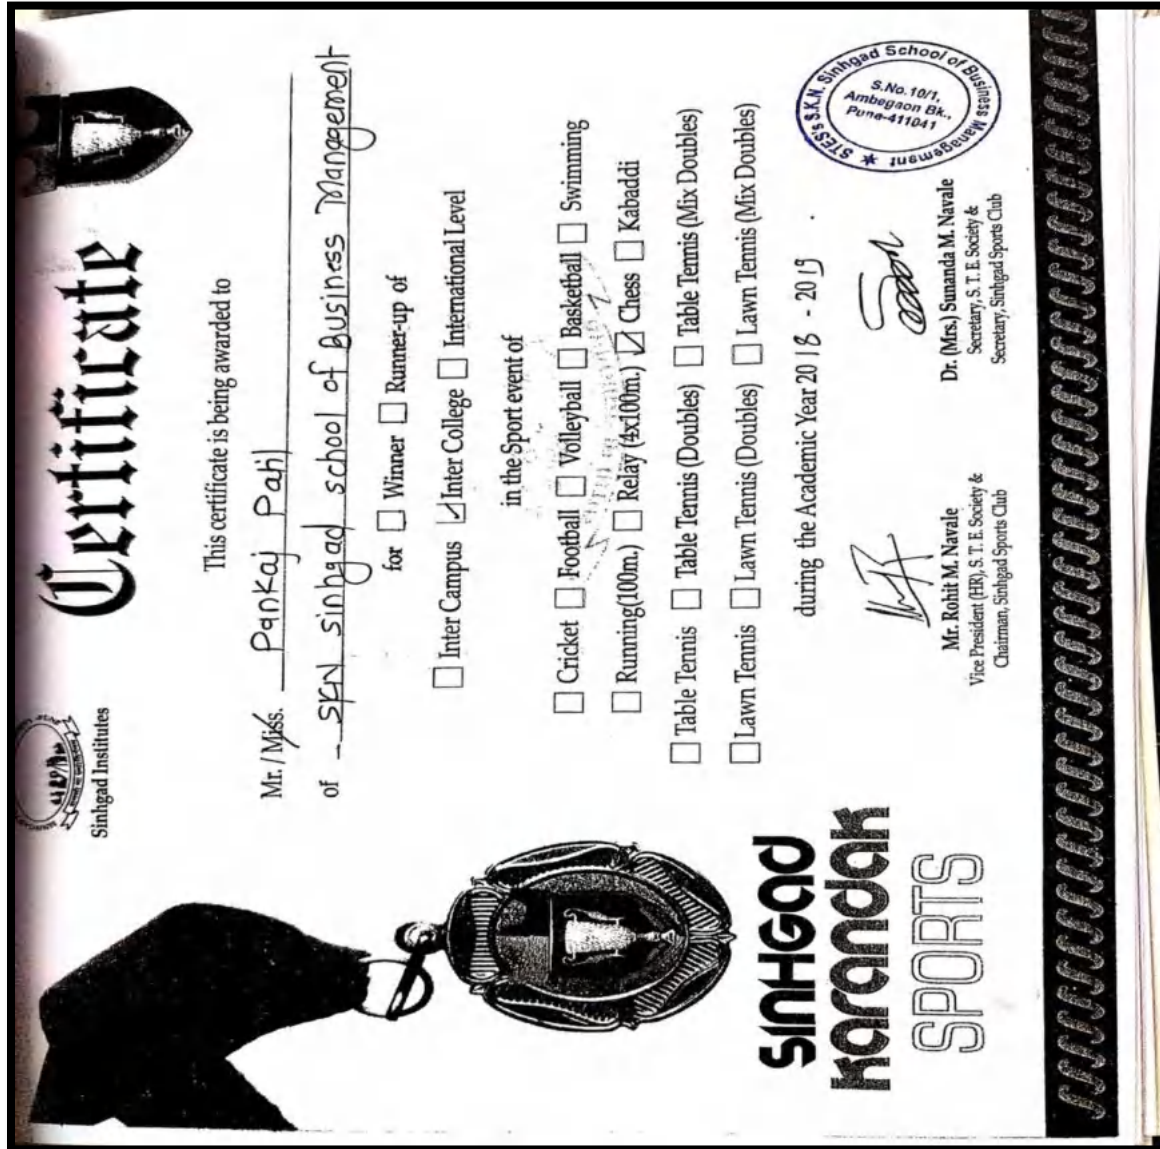 Sinhgad Institutes
Certificate
This certificate is being awarded to
Mr. / Miss. Pankaj Patil
of SKN sinhgad school of Business Management
for ☐ Winner ☐ Runner-up of
☐ Inter Campus ☑ Inter College ☐ International Level
in the Sport event of
☐ Cricket ☐ Football ☐ Volleyball ☐ Basketball ☐ Swimming
☐ Running(100m.) ☐ Relay (4x100m.) ☑ Chess ☐ Kabaddi
☐ Table Tennis ☐ Table Tennis (Doubles) ☐ Table Tennis (Mix Doubles)
☐ Lawn Tennis ☐ Lawn Tennis (Doubles) ☐ Lawn Tennis (Mix Doubles)
during the Academic Year 2018 - 2019 .
Mr. Rohit M. Navale
Vice President (HR), S. T. E. Society &
Chairman, Sinhgad Sports Club
Dr. (Mrs.) Sunanda M. Navale
Secretary, S. T. E. Society &
Secretary, Sinhgad Sports Club
STES's S.K.N. Sinhgad School of Business Management
S.No.10/1,
Ambegaon Bk.,
Pune-411041
SINHGAD
KARANDAK
SPORTS